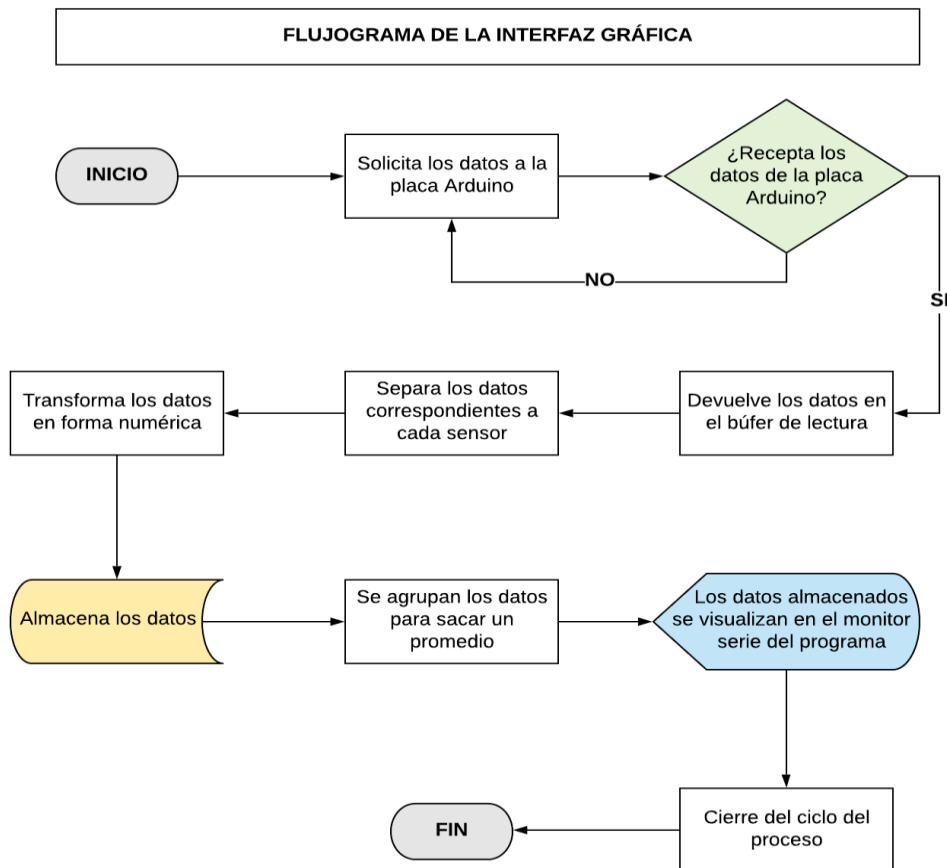 FLUJOGRAMA DE LA INTERFAZ GRÁFICA
INICIO
Solicita los datos a la
placa Arduino
¿Recepta los
datos de la placa
Arduino?
NO
SI
Devuelve los datos en
el búfer de lectura
Separa los datos
correspondientes a
cada sensor
Transforma los datos
en forma numérica
Almacena los datos
Se agrupan los datos
para sacar un
promedio
Los datos almacenados
se visualizan en el monitor
serie del programa
Cierre del ciclo del
proceso
FIN